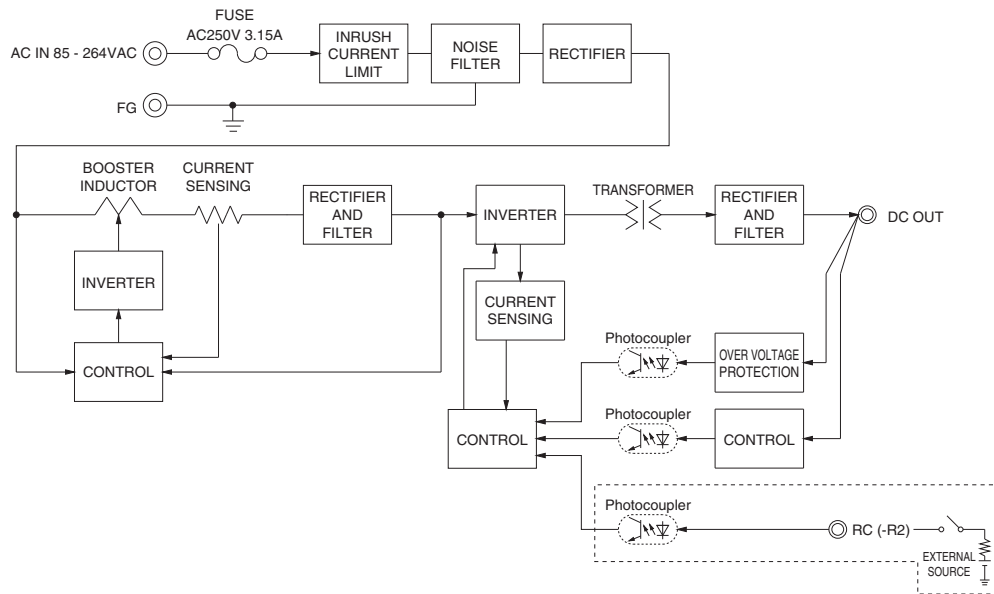 FUSE
AC250V 3.15A
AC IN 85 - 264VAC
INRUSH
CURRENT
LIMIT
NOISE
FILTER
RECTIFIER
FG
BOOSTER
INDUCTOR
CURRENT
SENSING
RECTIFIER
AND
FILTER
INVERTER
TRANSFORMER
RECTIFIER
AND
FILTER
DC OUT
INVERTER
CURRENT
SENSING
CONTROL
Photocoupler
OVER VOLTAGE
PROTECTION
Photocoupler
CONTROL
CONTROL
Photocoupler
RC (-R2)
EXTERNAL
SOURCE